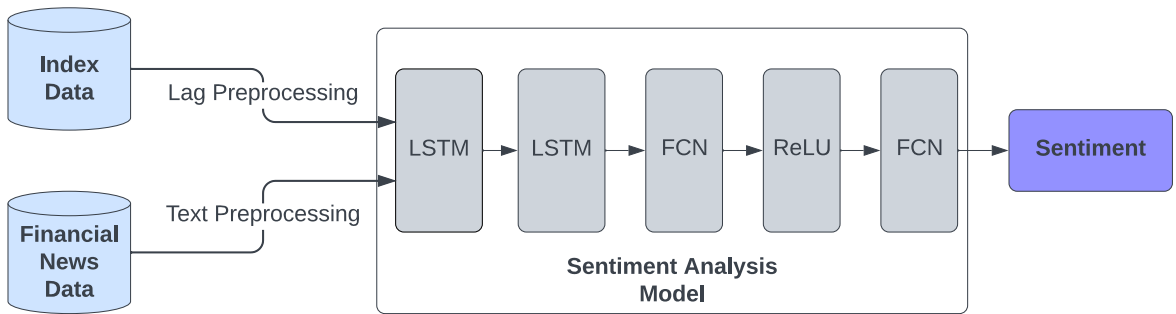 Index
Data
Lag Preprocessing
Financial
News
Data
Text Preprocessing
LSTM
LSTM
FCN
ReLU
FCN
Sentiment Analysis
Model
Sentiment